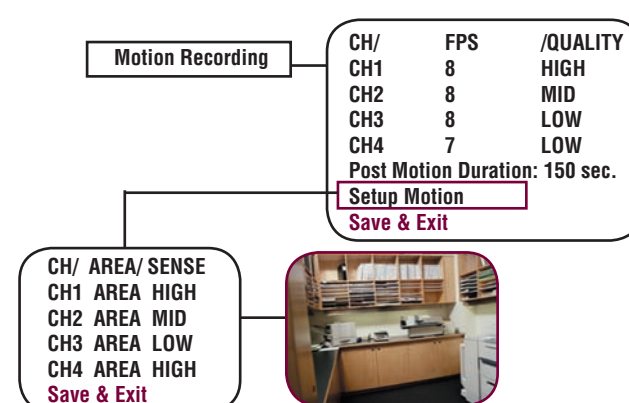 Motion Recording
CH/ FPS /QUALITY
CH1 8 HIGH
CH2 8 MID
CH3 8 LOW
CH4 7 LOW
Post Motion Duration: 150 sec.
Setup Motion
Save & Exit
CH/ AREA/ SENSE
CH1 AREA HIGH
CH2 AREA MID
CH3 AREA LOW
CH4 AREA HIGH
Save & Exit